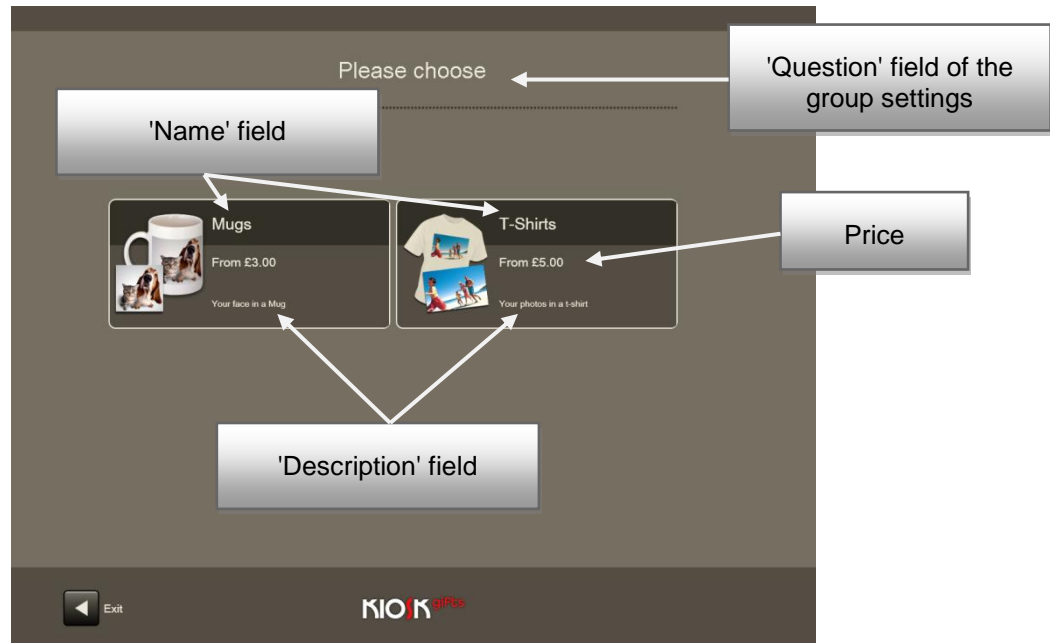 Please choose
'Question' field of the
group settings
'Name' field
Mugs
From £3.00
Your face in a Mug
T-Shirts
From £5.00
Your photos in a t-shirt
Price
'Description' field
Exit
KIOSK gifts